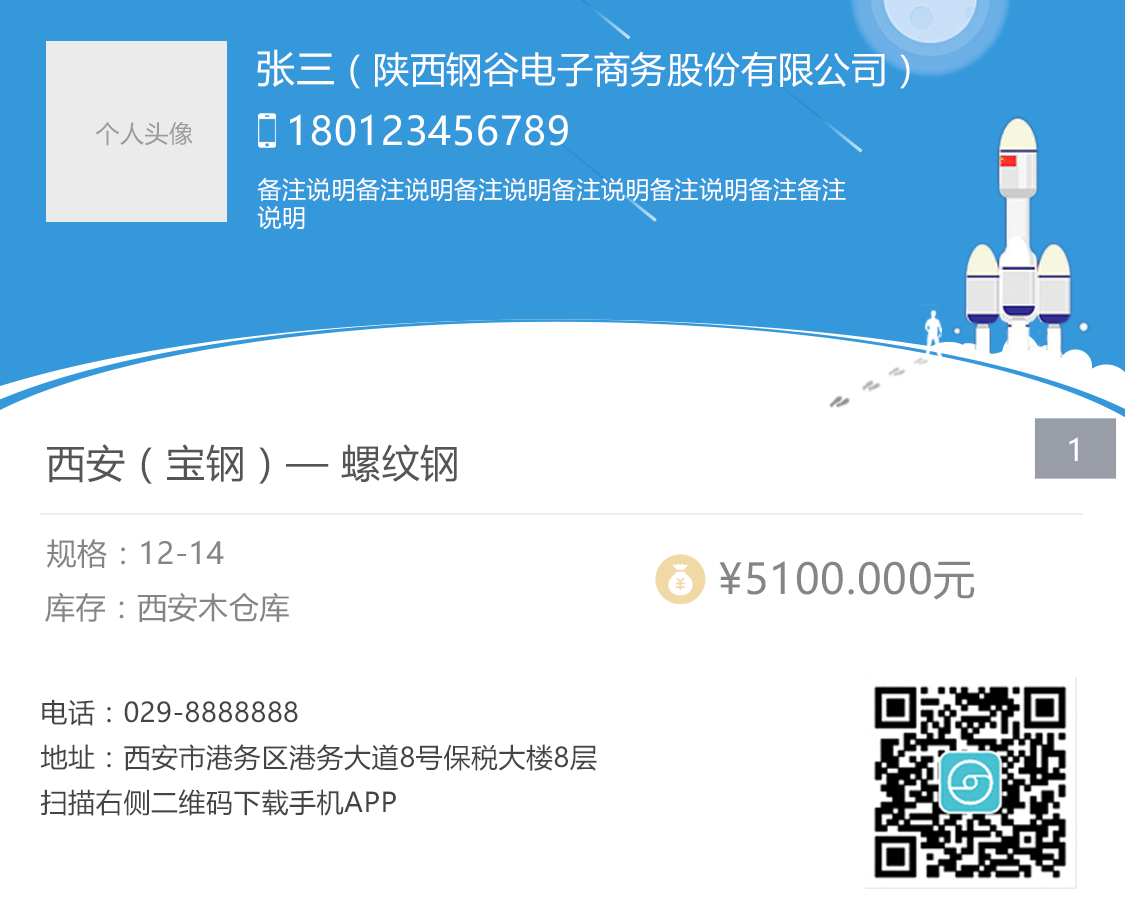 个人头像
张三（陕西钢谷电子商务股份有限公司）
180123456789
备注说明备注说明备注说明备注说明备注说明备注备注
说明
西安（宝钢）— 螺纹钢
1
规格：12-14
¥5100.000元
库存：西安木仓库
电话：029-8888888
地址：西安市港务区港务大道8号保税大楼8层
扫描右侧二维码下载手机APP